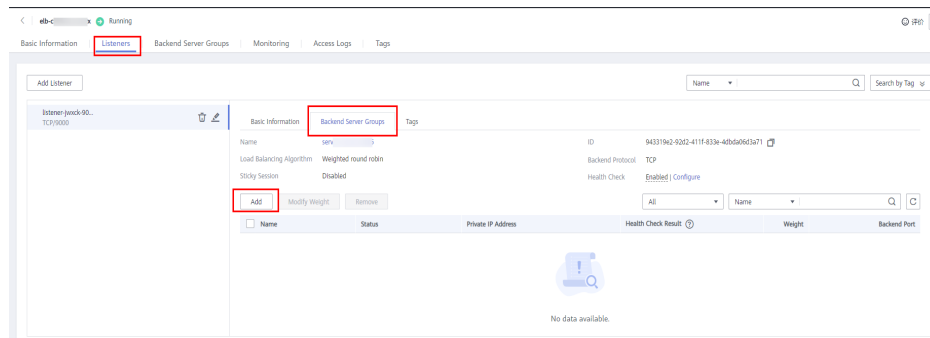 elb-c x Running 评价
Basic Information Listeners Backend Server Groups Monitoring Access Logs Tags
Add Listener Name Search by Tag
listener-jwxck-90...
TCP/9000
Basic Information Backend Server Groups Tags
Name serv ID 943319e2-92d2-411f-833e-4dbda06d3a71
Load Balancing Algorithm Weighted round robin Backend Protocol TCP
Sticky Session Disabled Health Check Enabled | Configure
Add Modify Weight Remove All Name
Name Status Private IP Address Health Check Result Weight Backend Port
No data available.